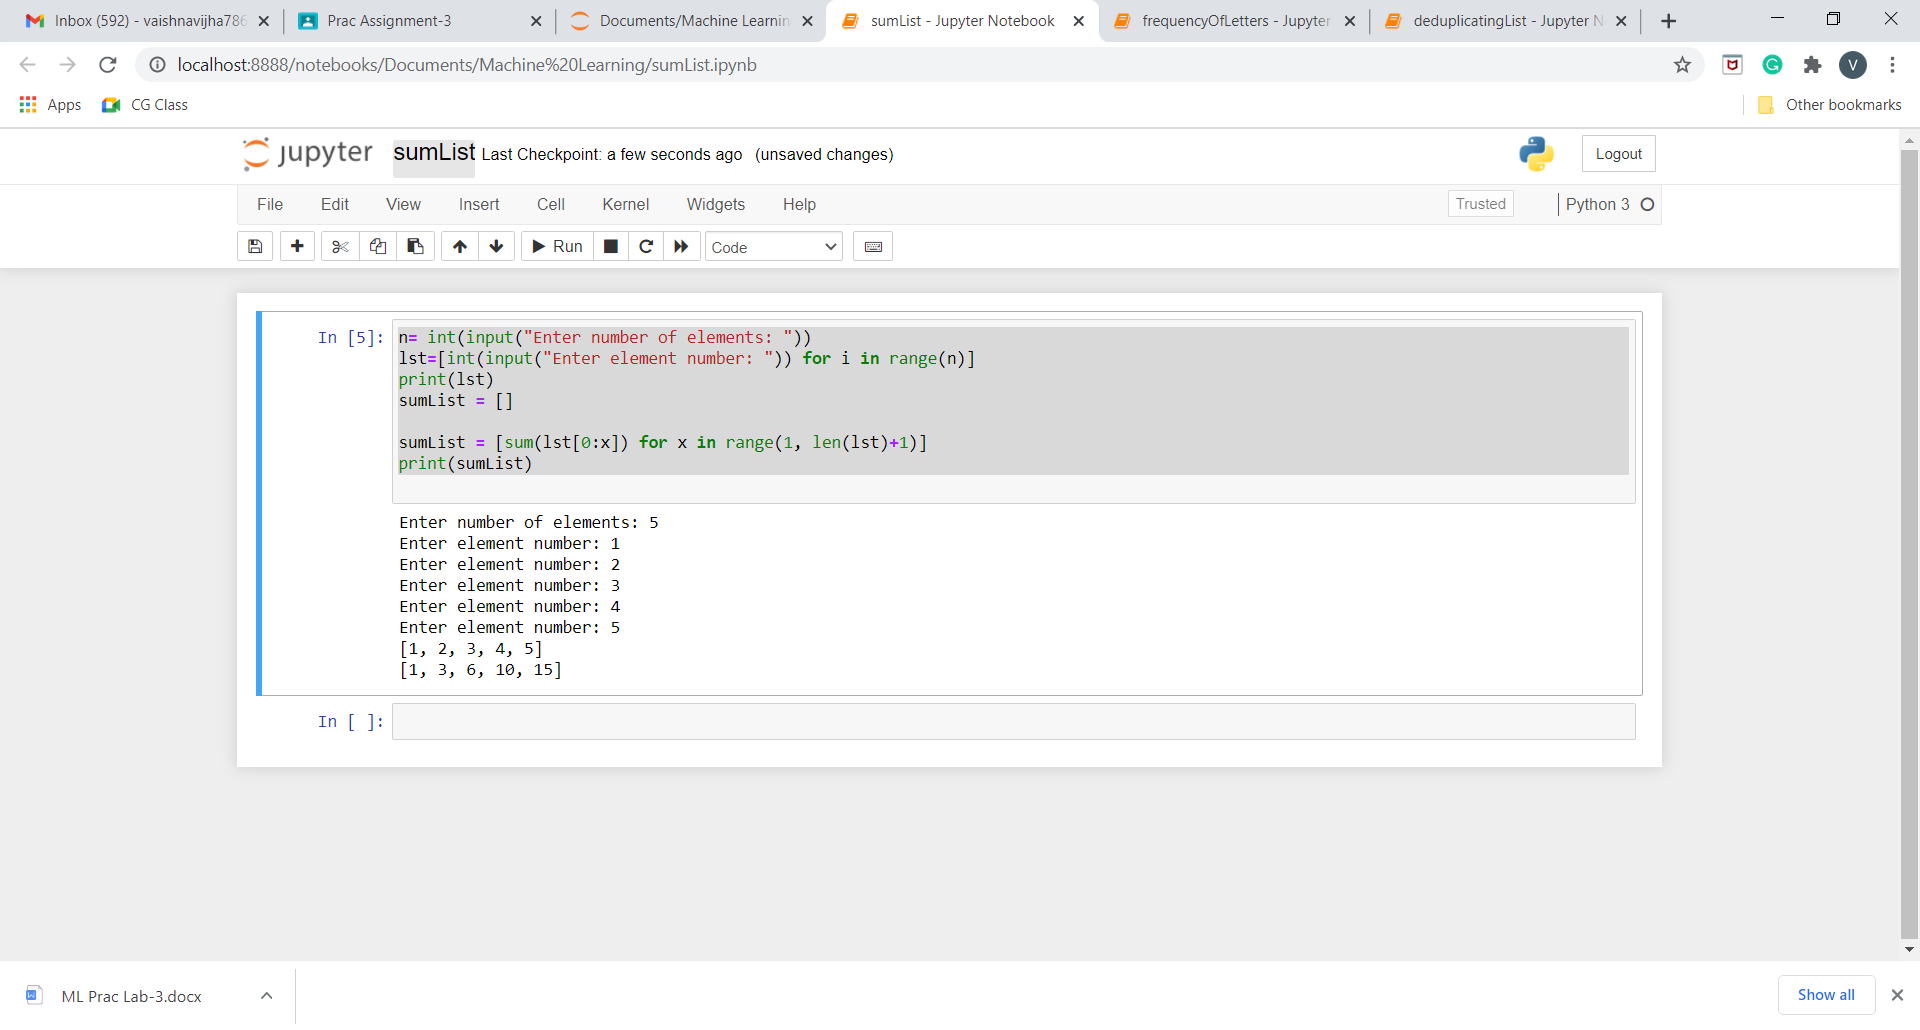 Inbox (592) - vaishnavijha786
Prac Assignment-3
Documents/Machine Learnin
sumList - Jupyter Notebook
frequencyOfLetters - Jupyter
deduplicatingList - Jupyter N
localhost:8888/notebooks/Documents/Machine%20Learning/sumList.ipynb
V
Apps
CG Class
Other bookmarks
jupyter
sumList
Last Checkpoint: a few seconds ago (unsaved changes)
Logout
File Edit View Insert Cell Kernel Widgets Help
Trusted
Python 3
Run
Code
In [5]:
n= int(input("Enter number of elements: "))
lst=[int(input("Enter element number: ")) for i in range(n)]
print(lst)
sumList = []
sumList = [sum(lst[0:x]) for x in range(1, len(lst)+1)]
print(sumList)
Enter number of elements: 5
Enter element number: 1
Enter element number: 2
Enter element number: 3
Enter element number: 4
Enter element number: 5
[1, 2, 3, 4, 5]
[1, 3, 6, 10, 15]
In [ ]:
ML Prac Lab-3.docx
Show all